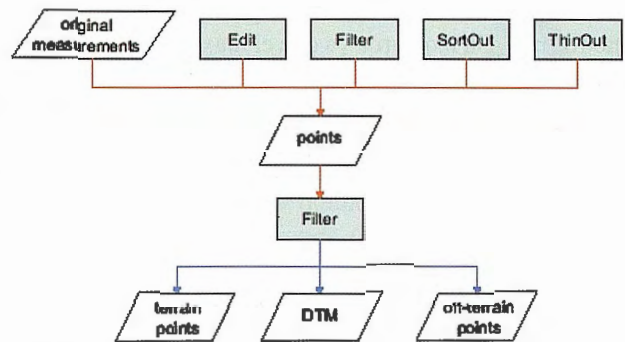 original
measurements
Edit
Filter
SortOut
ThinOut
points
Filter
terrain
points
DTM
off-terrain
points